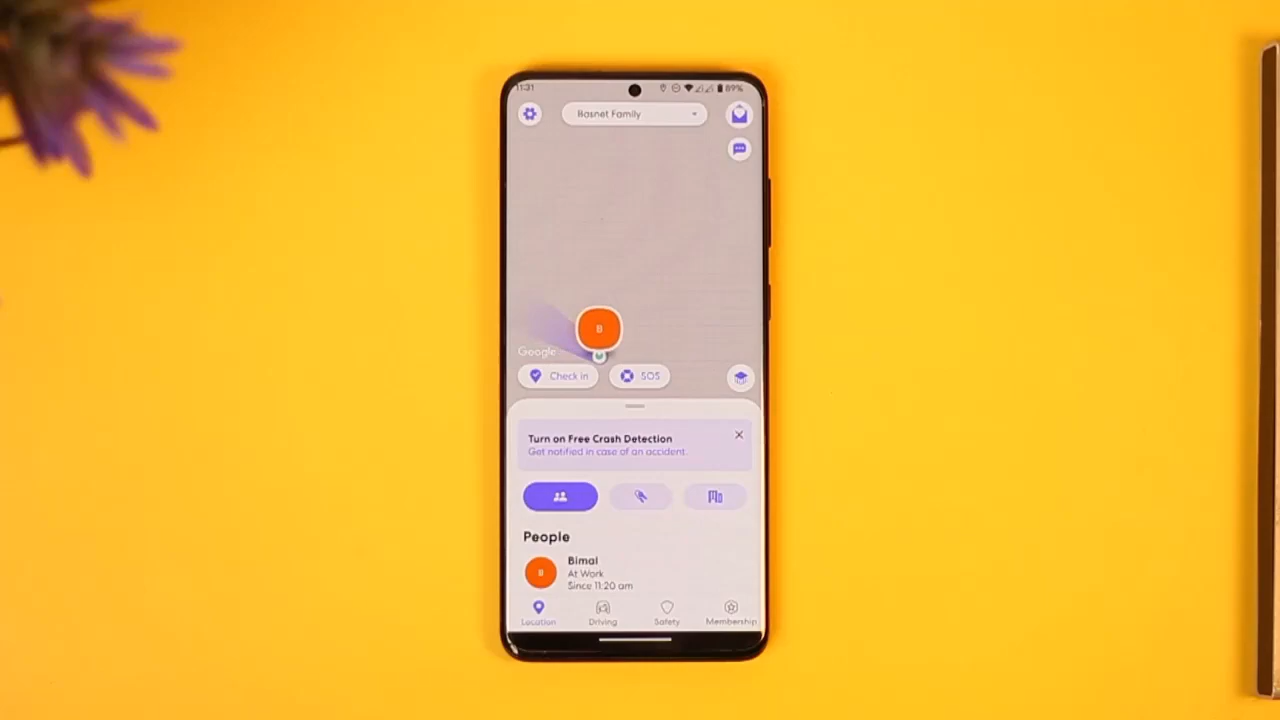 11:31
89%
Basnet Family
B
Google
Check in
SOS
Turn on Free Crash Detection
Get notified in case of an accident.
People
B
Bimal
At Work
Since 11:20 am
Location
Driving
Safety
Membership